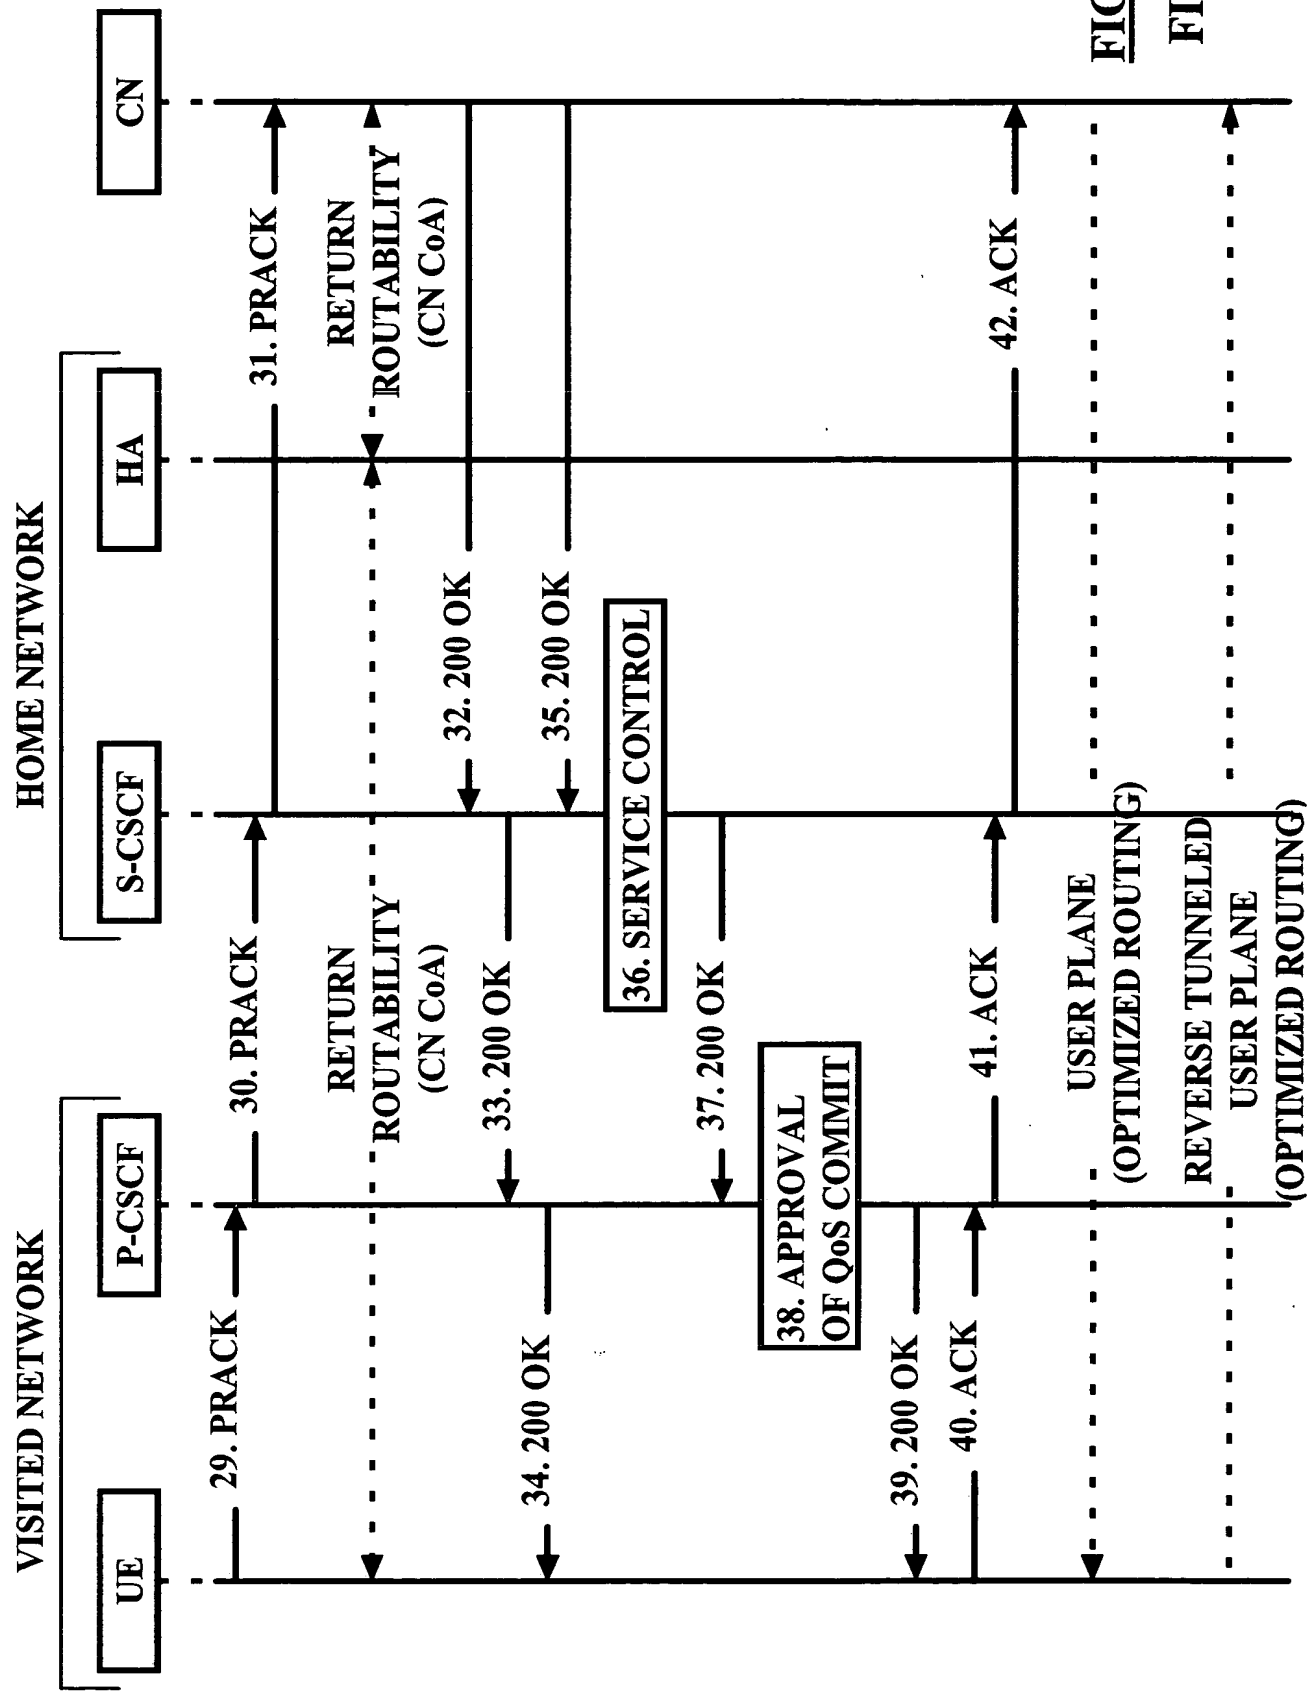 VISITED NETWORK
HOME NETWORK
UE
P-CSCF
S-CSCF
HA
CN
29. PRACK
30. PRACK
31. PRACK
RETURN
ROUTABILITY
(CN CoA)
RETURN
ROUTABILITY
(CN CoA)
32. 200 OK
33. 200 OK
34. 200 OK
35. 200 OK
36. SERVICE CONTROL
37. 200 OK
38. APPROVAL
OF QoS COMMIT
39. 200 OK
40. ACK
41. ACK
42. ACK
USER PLANE
(OPTIMIZED ROUTING)
REVERSE TUNNELED
USER PLANE
(OPTIMIZED ROUTING)